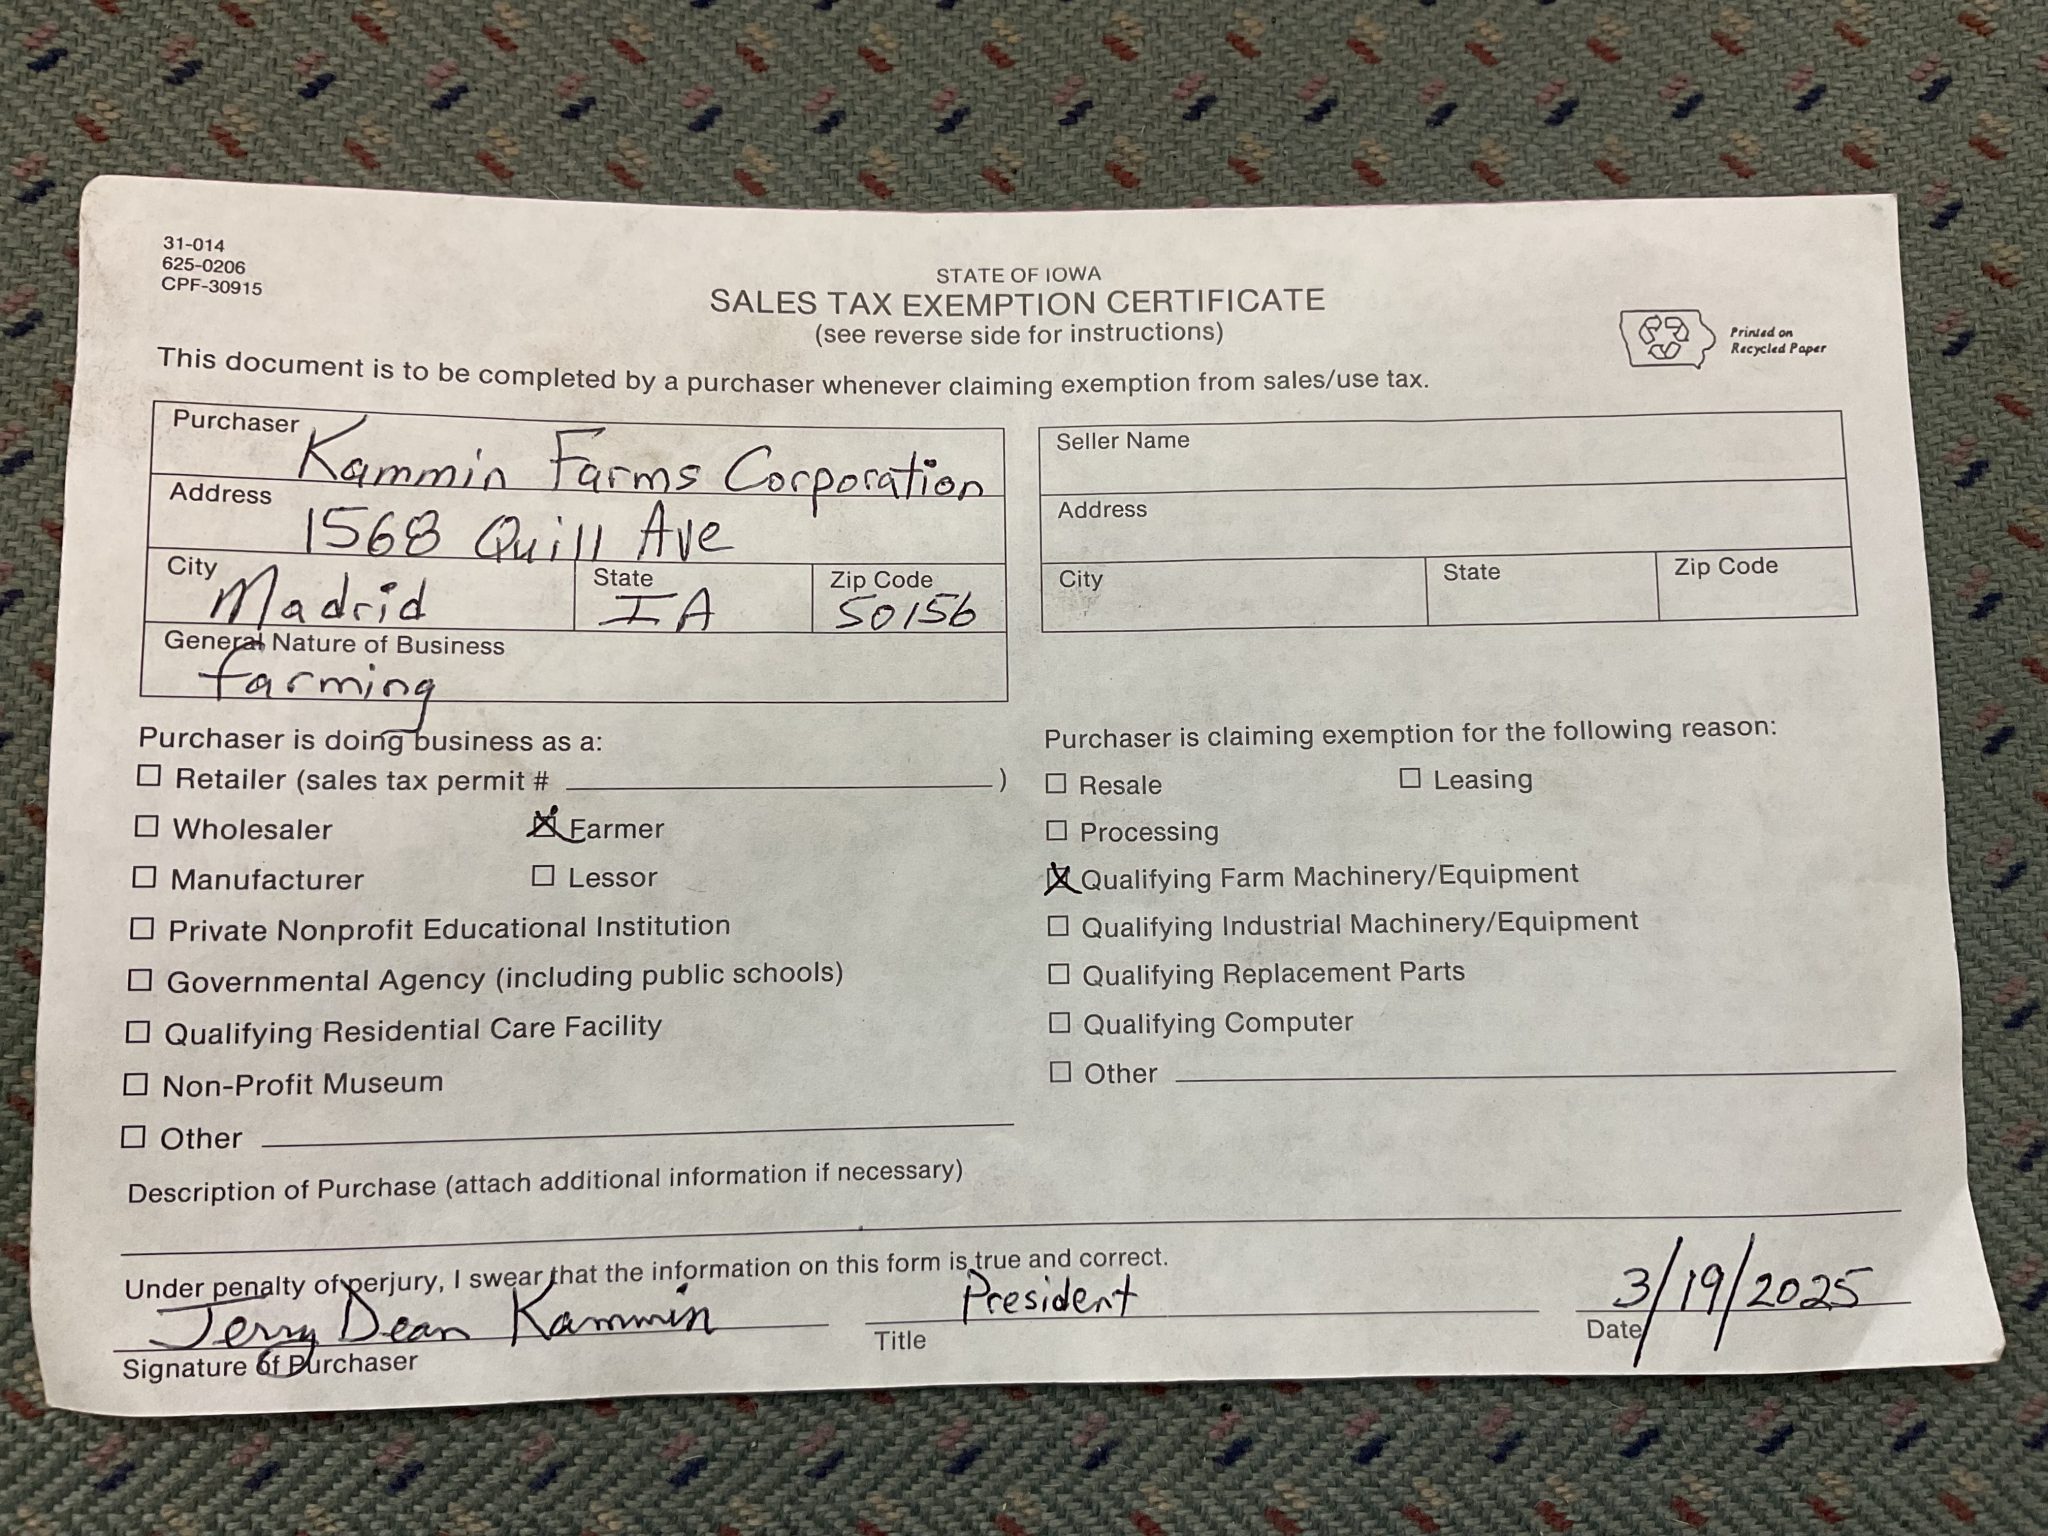 31-014
625-0206
CPF-30915
STATE OF IOWA
SALES TAX EXEMPTION CERTIFICATE
(see reverse side for instructions)
Printed on
Recycled Paper
This document is to be completed by a purchaser whenever claiming exemption from sales/use tax.
Purchaser Kammin Farms Corporation
Address 1568 Quill Ave
City Madrid State IA Zip Code 50156
General Nature of Business
farming
Seller Name
Address
City State Zip Code
Purchaser is doing business as a:
☐ Retailer (sales tax permit # ____________)
☐ Wholesaler ☒ Farmer
☐ Manufacturer ☐ Lessor
☐ Private Nonprofit Educational Institution
☐ Governmental Agency (including public schools)
☐ Qualifying Residential Care Facility
☐ Non-Profit Museum
☐ Other ____________
Purchaser is claiming exemption for the following reason:
☐ Resale ☐ Leasing
☐ Processing
☒ Qualifying Farm Machinery/Equipment
☐ Qualifying Industrial Machinery/Equipment
☐ Qualifying Replacement Parts
☐ Qualifying Computer
☐ Other ____________
Description of Purchase (attach additional information if necessary)
Under penalty of perjury, I swear that the information on this form is true and correct.
Jerry Dean Kammin President 3/19/2025
Signature of Purchaser Title Date